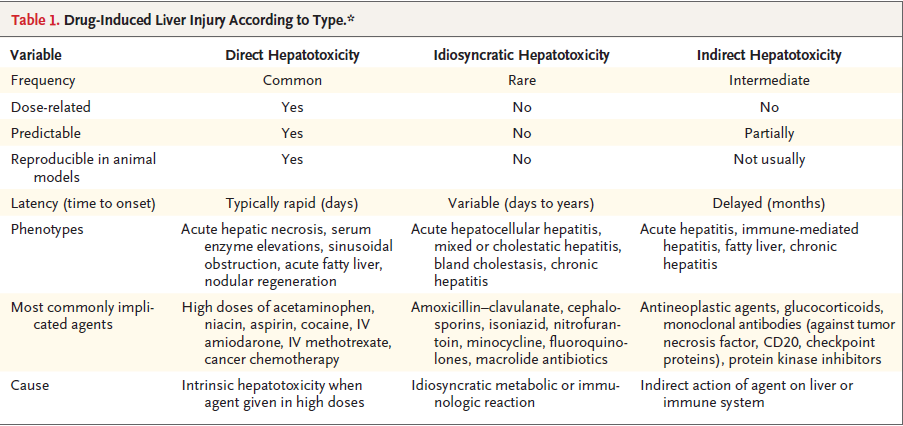 Table 1. Drug-Induced Liver Injury According to Type.*
Variable Direct Hepatotoxicity Idiosyncratic Hepatotoxicity Indirect Hepatotoxicity
Frequency Common Rare Intermediate
Dose-related Yes No No
Predictable Yes No Partially
Reproducible in animal Yes No Not usually
models
Latency (time to onset) Typically rapid (days) Variable (days to years) Delayed (months)
Phenotypes Acute hepatic necrosis, serum Acute hepatocellular hepatitis, Acute hepatitis, immune-mediated
enzyme elevations, sinusoidal mixed or cholestatic hepatitis, hepatitis, fatty liver, chronic
obstruction, acute fatty liver, bland cholestasis, chronic hepatitis
nodular regeneration hepatitis
Most commonly impli- High doses of acetaminophen, Amoxicillin–clavulanate, cephalo- Antineoplastic agents, glucocorticoids,
cated agents niacin, aspirin, cocaine, IV sporins, isoniazid, nitrofuran- monoclonal antibodies (against tumor
amiodarone, IV methotrexate, toin, minocycline, fluoroquino- necrosis factor, CD20, checkpoint
cancer chemotherapy lones, macrolide antibiotics proteins), protein kinase inhibitors
Cause Intrinsic hepatotoxicity when Idiosyncratic metabolic or immu- Indirect action of agent on liver or
agent given in high doses nologic reaction immune system